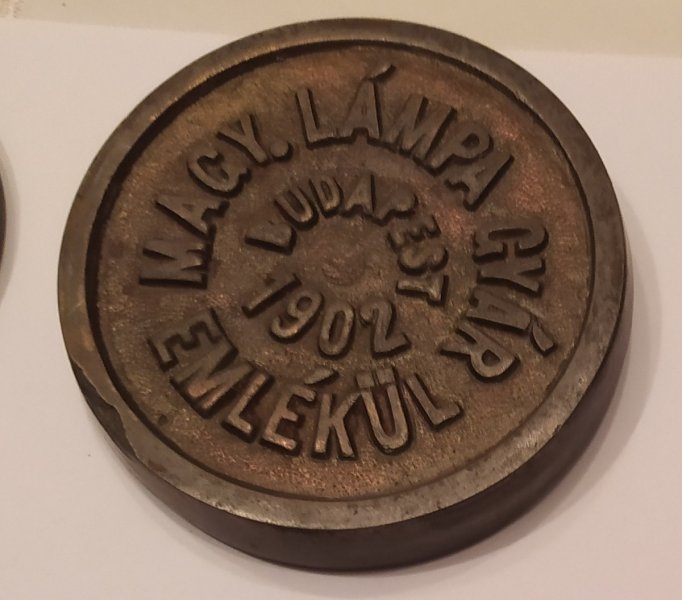 MAGY. LÁMPA GYÁR
BUDAPEST
1902
EMLÉKÜL